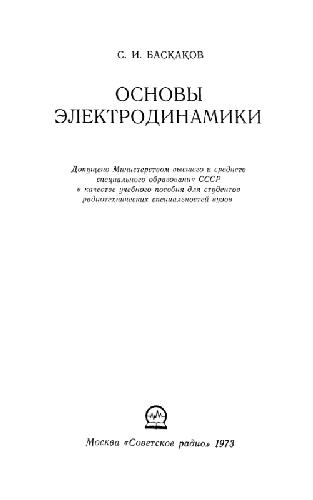 С. И. БАСКАКОВ
ОСНОВЫ
ЭЛЕКТРОДИНАМИКИ
Допущено Министерством высшего и среднего
специального образования СССР
в качестве учебного пособия для студентов
радиотехнических специальностей вузов
Москва «Советское радио» 1973